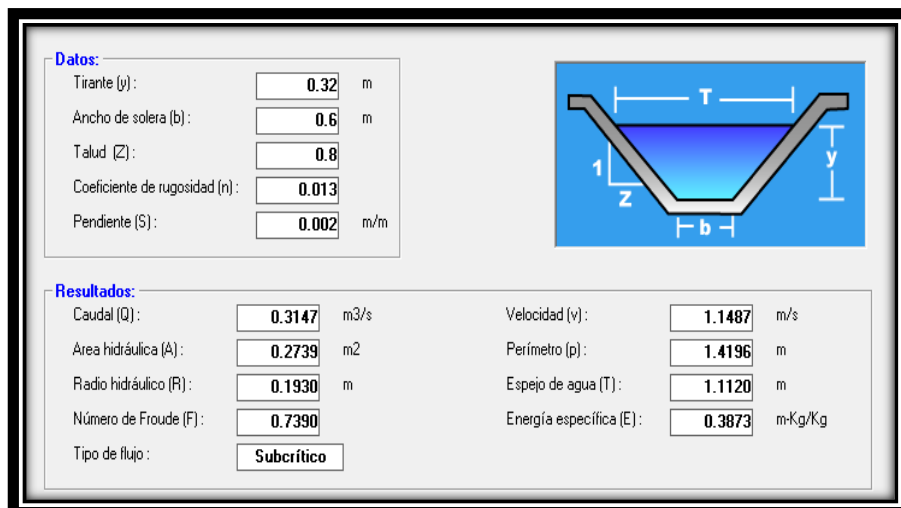 Datos:
Tirante (y) : 0.32 m
Ancho de solera (b) : 0.6 m
Talud (Z) : 0.8
Coeficiente de rugosidad (n) : 0.013
Pendiente (S) : 0.002 m/m
T
1
Z
y
b
Resultados:
Caudal (Q) : 0.3147 m3/s Velocidad (v) : 1.1487 m/s
Area hidráulica (A) : 0.2739 m2 Perímetro (p) : 1.4196 m
Radio hidráulico (R) : 0.1930 m Espejo de agua (T) : 1.1120 m
Número de Froude (F) : 0.7390 Energía específica (E) : 0.3873 m-Kg/Kg
Tipo de flujo : Subcrítico